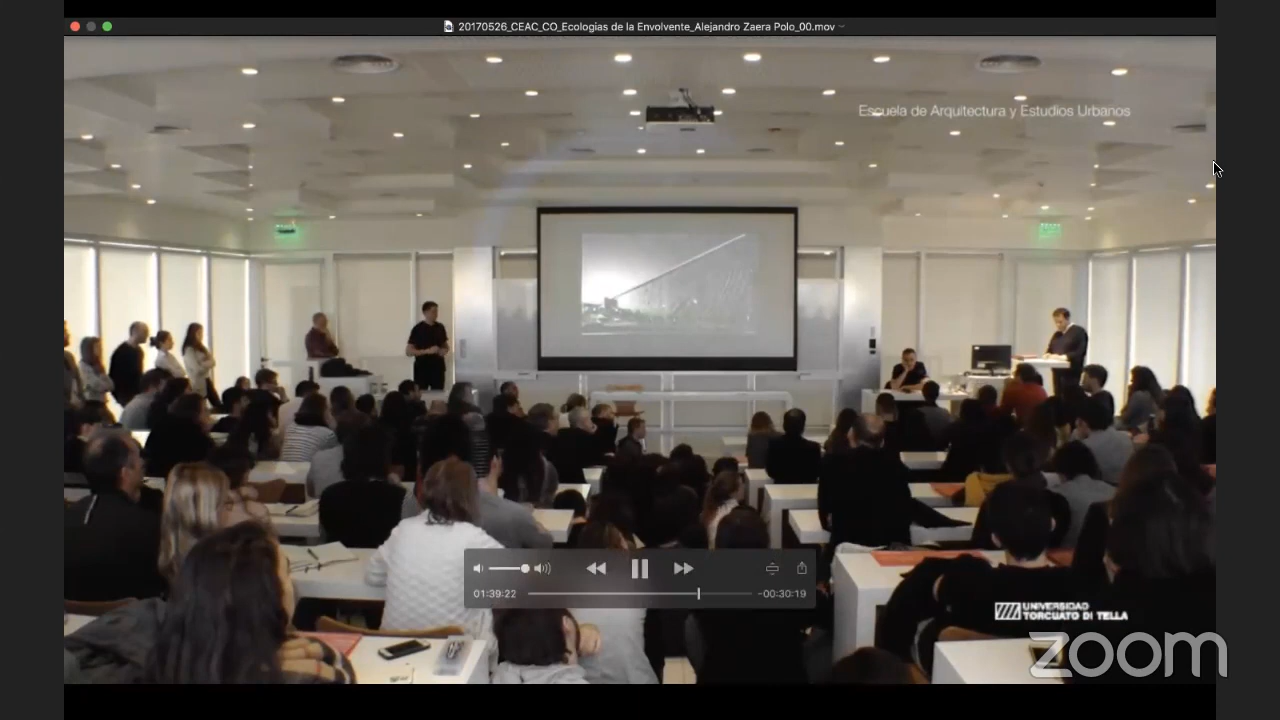 20170526_CEAC_CO_Ecologias de la Envolvente_Alejandro Zaera Polo_00.mov
Escuela de Arquitectura y Estudios Urbanos
01:39:22
-00:30:19
UNIVERSIDAD
TORCUATO DI TELLA
zoom